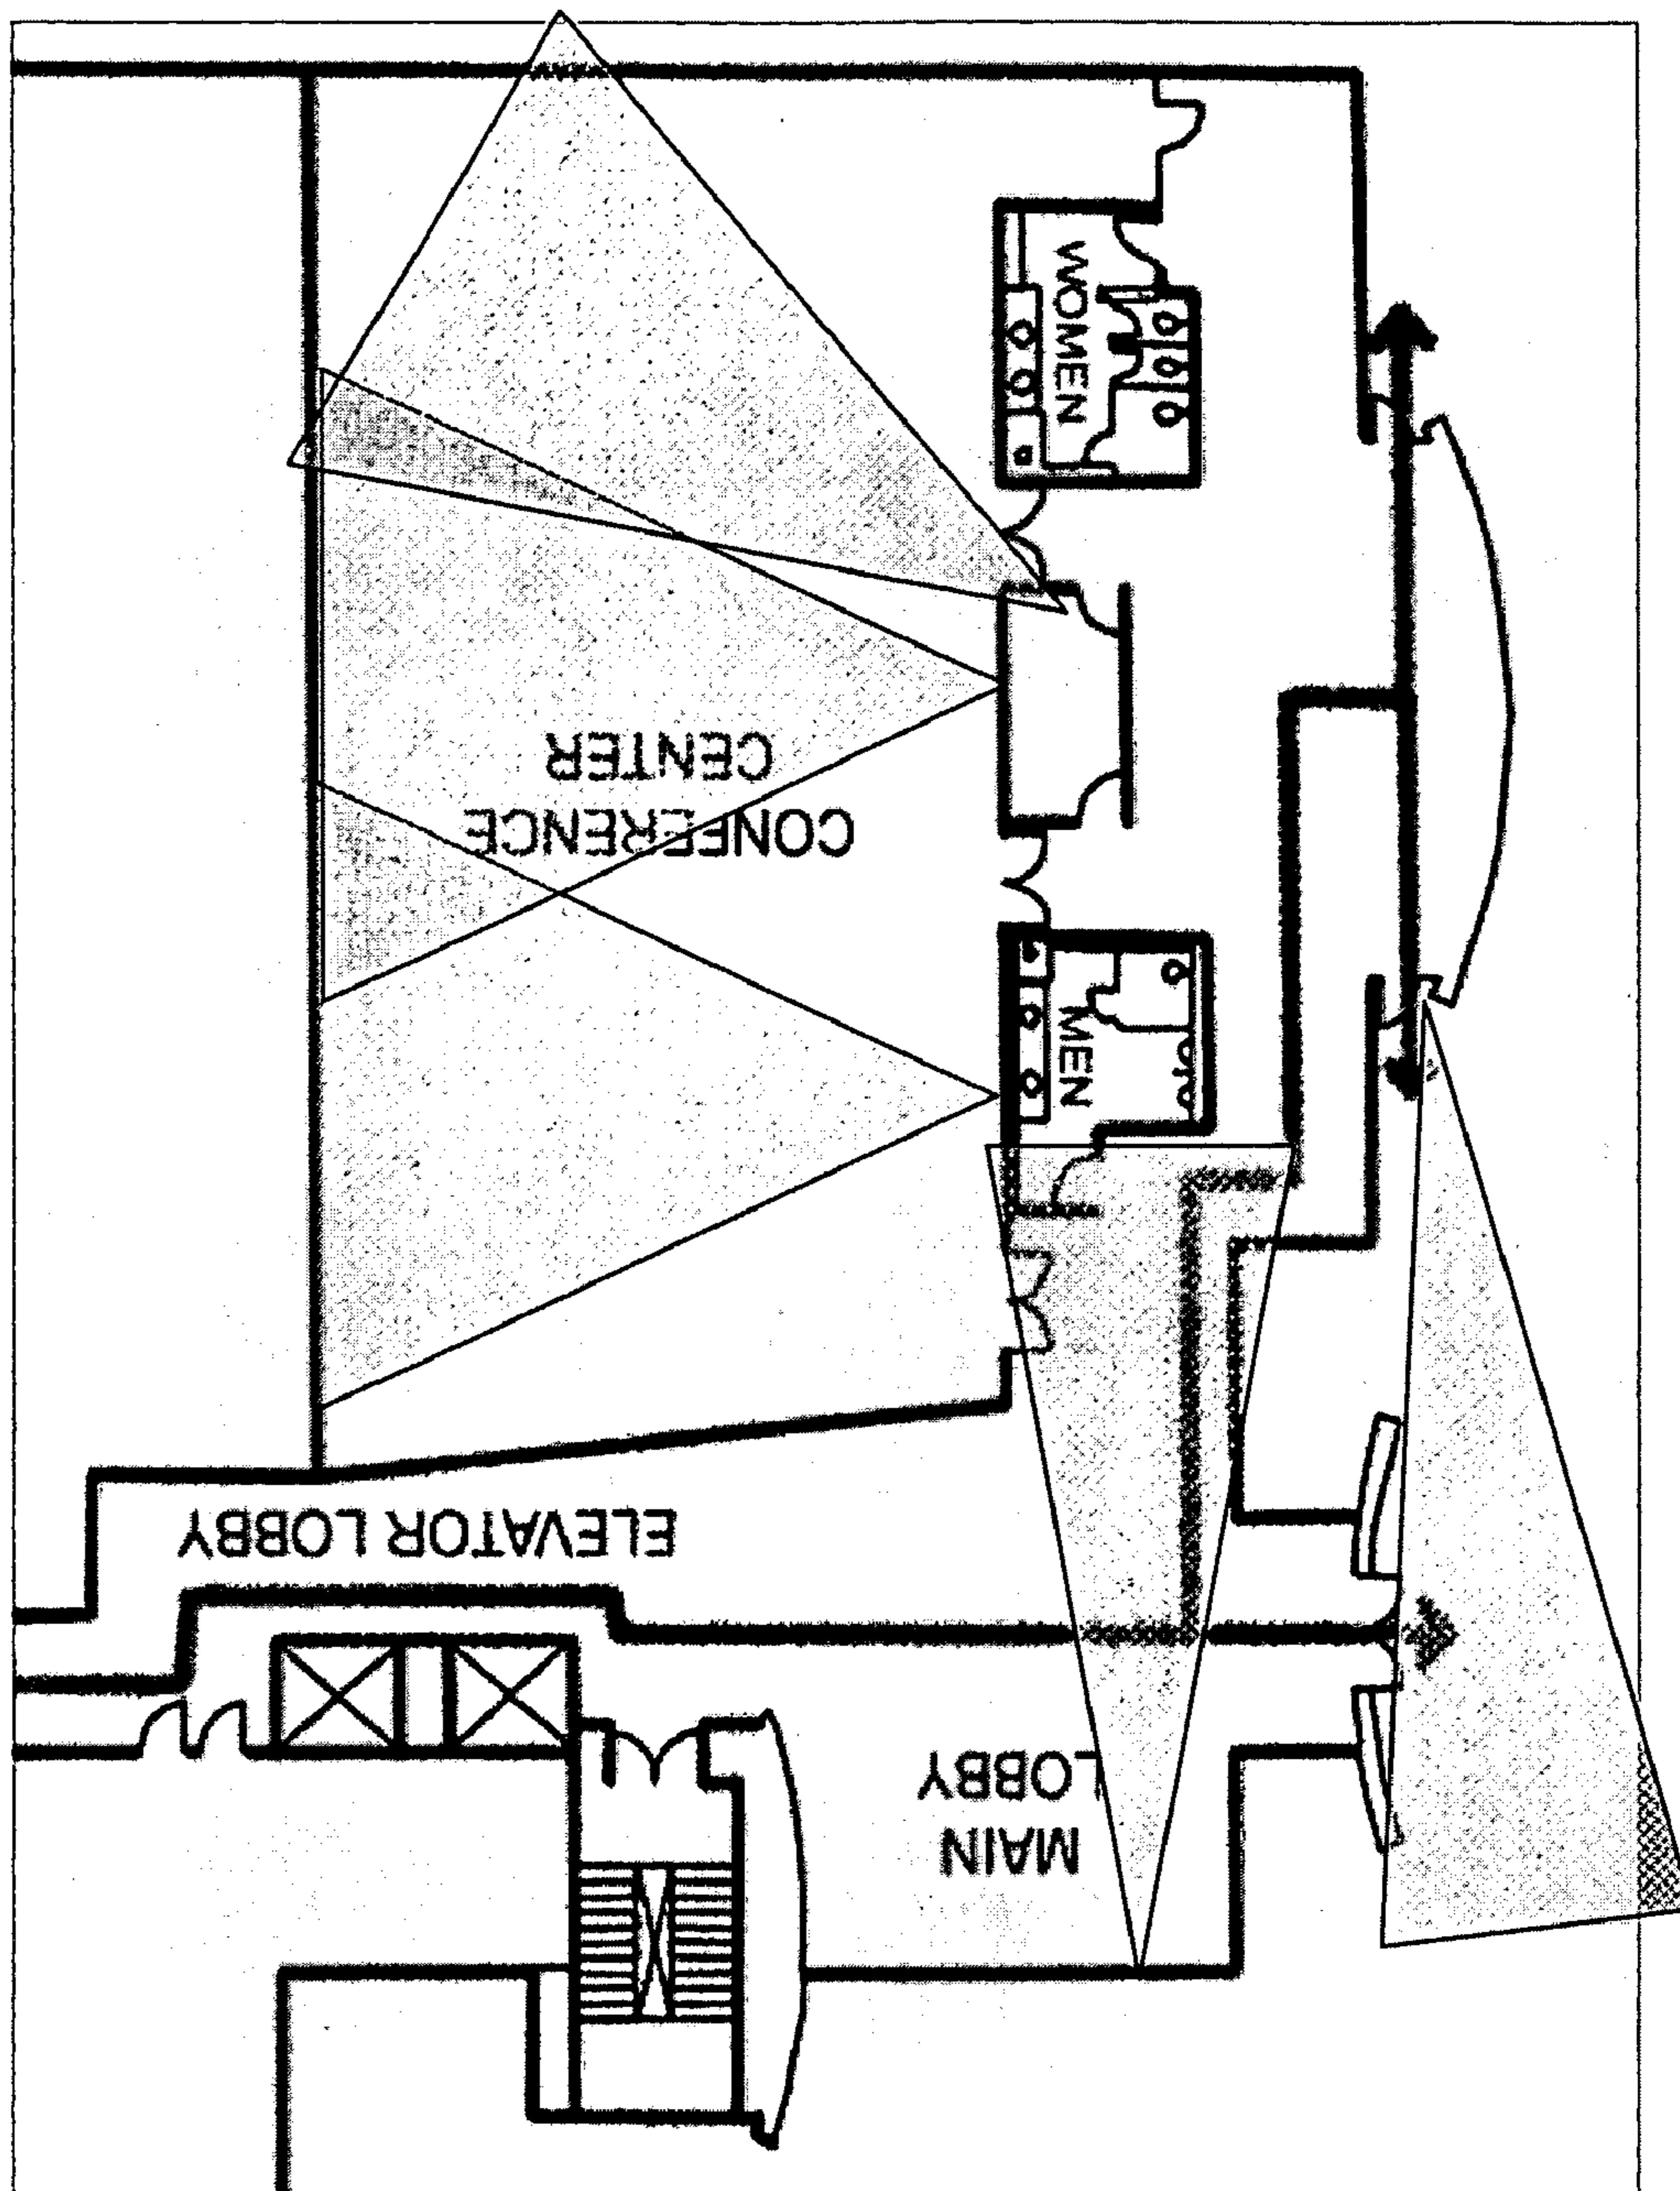 MAIN
LOBBY
ELEVATOR LOBBY
MEN
CONFERENCE
CENTER
WOMEN